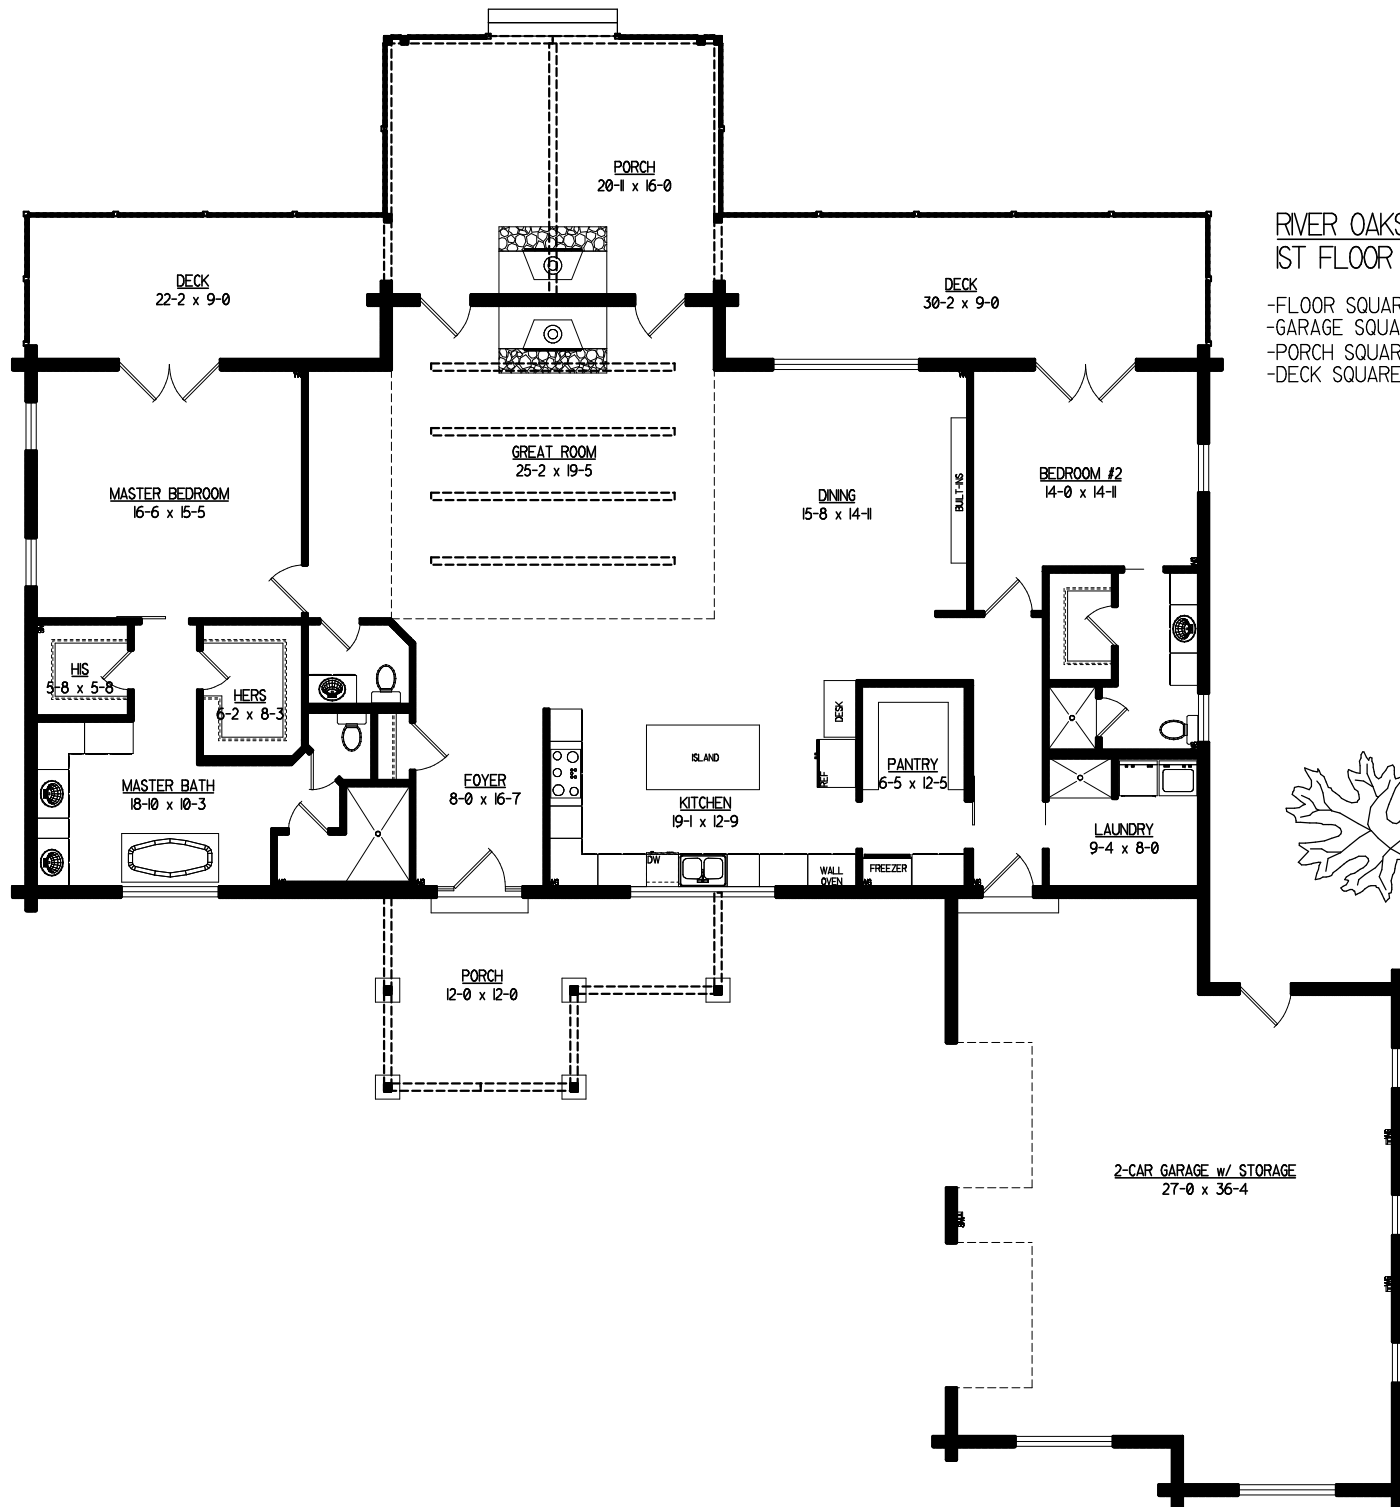 PORCH
20-11 x 16-0
RIVER OAKS
1ST FLOOR
-FLOOR SQUAR
-GARAGE SQUA
-PORCH SQUAR
-DECK SQUARE
DECK
22-2 x 9-0
DECK
30-2 x 9-0
GREAT ROOM
25-2 x 19-5
MASTER BEDROOM
16-6 x 15-5
DINING
15-8 x 14-11
BUILT-INS
BEDROOM #2
14-0 x 14-11
HIS
5-8 x 5-8
HERS
6-2 x 8-3
DESK
REF
ISLAND
PANTRY
6-5 x 12-5
FOYER
8-0 x 16-7
MASTER BATH
18-10 x 10-3
KITCHEN
19-1 x 12-9
LAUNDRY
9-4 x 8-0
DW
WALL
OVEN
FREEZER
PORCH
12-0 x 12-0
2-CAR GARAGE w/ STORAGE
27-0 x 36-4